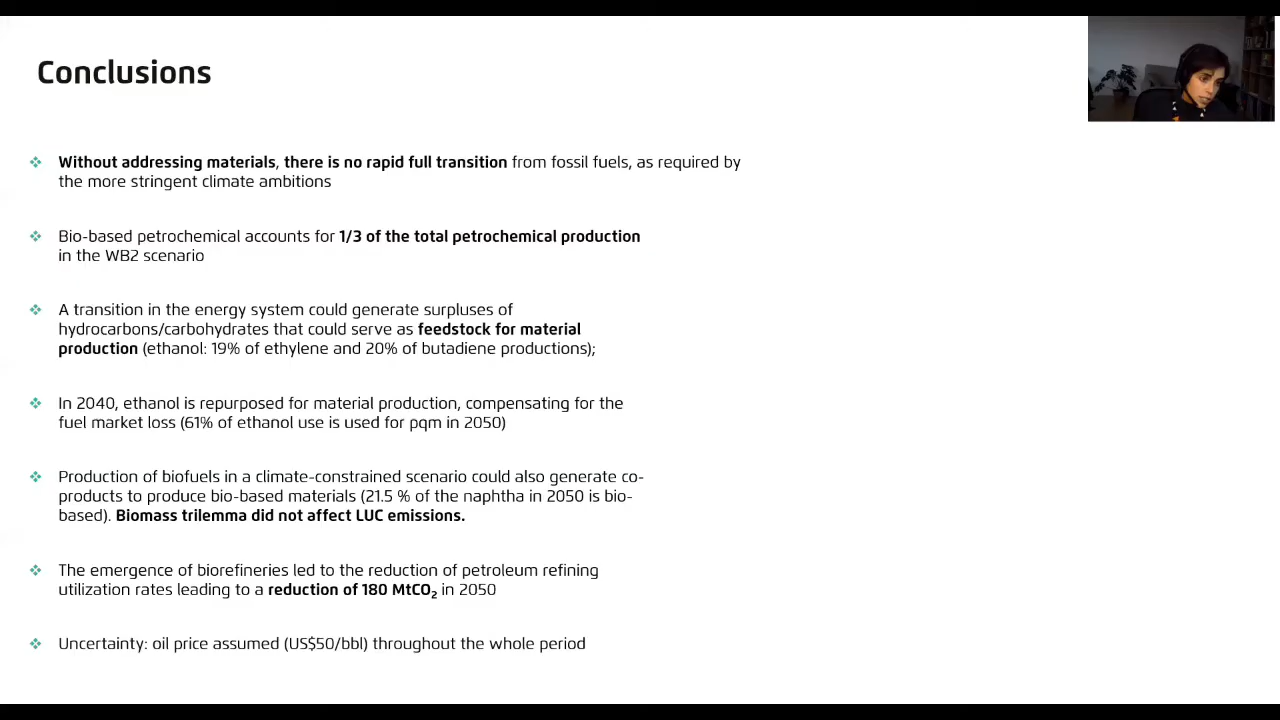 Conclusions
Without addressing materials, there is no rapid full transition from fossil fuels, as required by
the more stringent climate ambitions
Bio-based petrochemical accounts for 1/3 of the total petrochemical production
in the WB2 scenario
A transition in the energy system could generate surpluses of
hydrocarbons/carbohydrates that could serve as feedstock for material
production (ethanol: 19% of ethylene and 20% of butadiene productions);
In 2040, ethanol is repurposed for material production, compensating for the
fuel market loss (61% of ethanol use is used for pqm in 2050)
Production of biofuels in a climate-constrained scenario could also generate co-
products to produce bio-based materials (21.5 % of the naphtha in 2050 is bio-
based). Biomass trilemma did not affect LUC emissions.
The emergence of biorefineries led to the reduction of petroleum refining
utilization rates leading to a reduction of 180 MtCO₂ in 2050
Uncertainty: oil price assumed (US$50/bbl) throughout the whole period